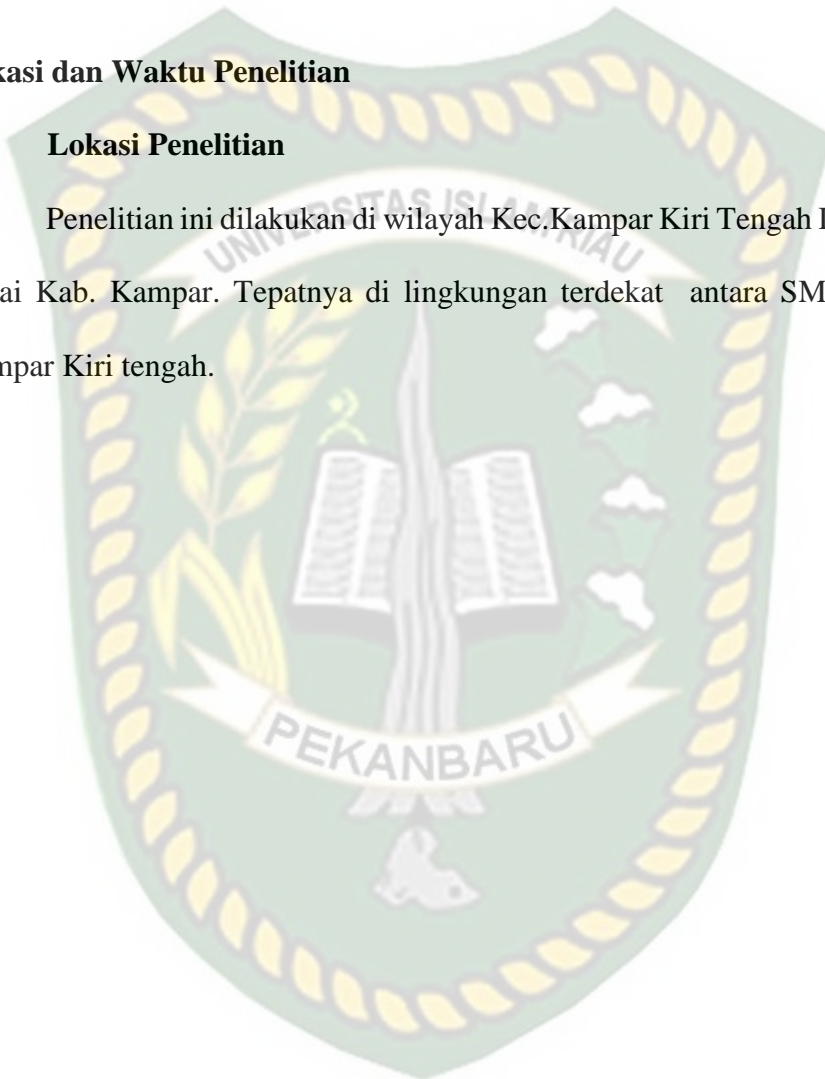 kasi dan Waktu Penelitian
Lokasi Penelitian
Penelitian ini dilakukan di wilayah Kec.Kampar Kiri Tengah
ai Kab. Kampar. Tepatnya di lingkungan terdekat antara SM
mpar Kiri tengah.
UNIVERSITAS ISLAM RIAU
PEKANBARU